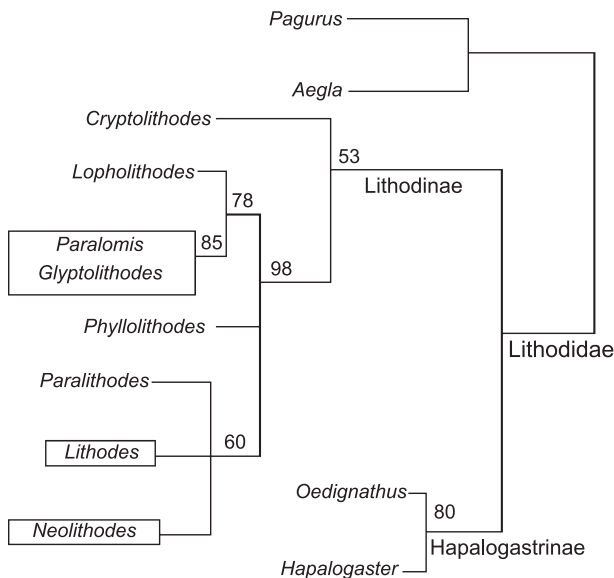 Pagurus
Aegla
Cryptolithodes
53
Lithodinae
Lopholithodes
78
Paralomis
85
Glyptolithodes
98
Phyllolithodes
Lithodidae
Paralithodes
60
Lithodes
Oedignathus
80
Neolithodes
Hapalogastrinae
Hapalogaster